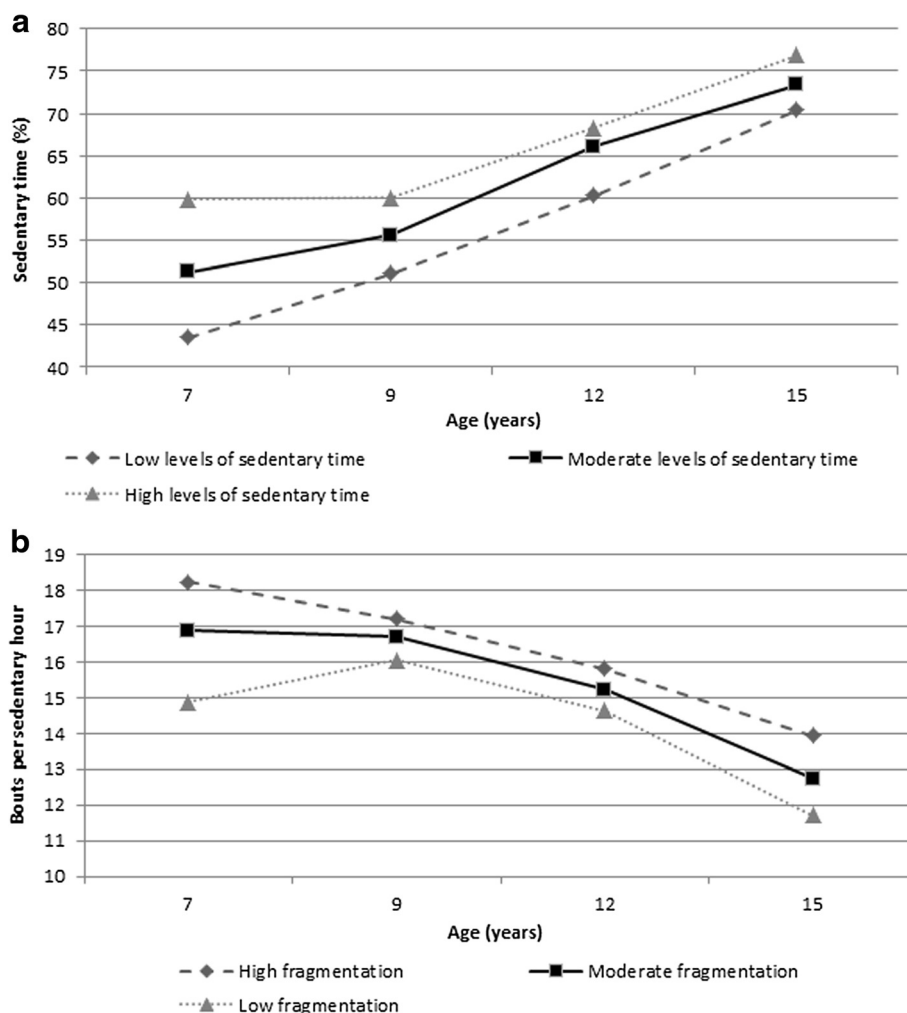 a
80
75
70
65
60
55
50
45
40
Sedentary time (%)
7 9 12 15
Age (years)
Low levels of sedentary time Moderate levels of sedentary time
High levels of sedentary time
b
19
18
17
16
15
14
13
12
11
10
Bouts persedentary hour
7 9 12 15
Age (years)
High fragmentation Moderate fragmentation
Low fragmentation